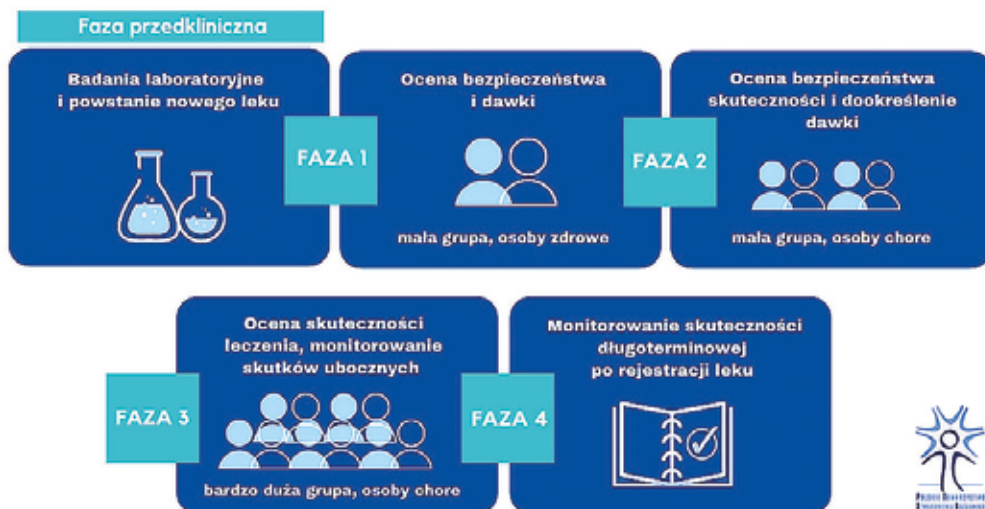 Faza przedkliniczna
Badania laboratoryjne
i powstanie nowego leku
FAZA 1
Ocena bezpieczeństwa
i dawki
mała grupa, osoby zdrowe
FAZA 2
Ocena bezpieczeństwa
skuteczności i dookreślenie
dawki
mała grupa, osoby chore
FAZA 3
Ocena skuteczności
leczenia, monitorowanie
skutków ubocznych
bardzo duża grupa, osoby chore
FAZA 4
Monitorowanie skuteczności
długoterminowej
po rejestracji leku